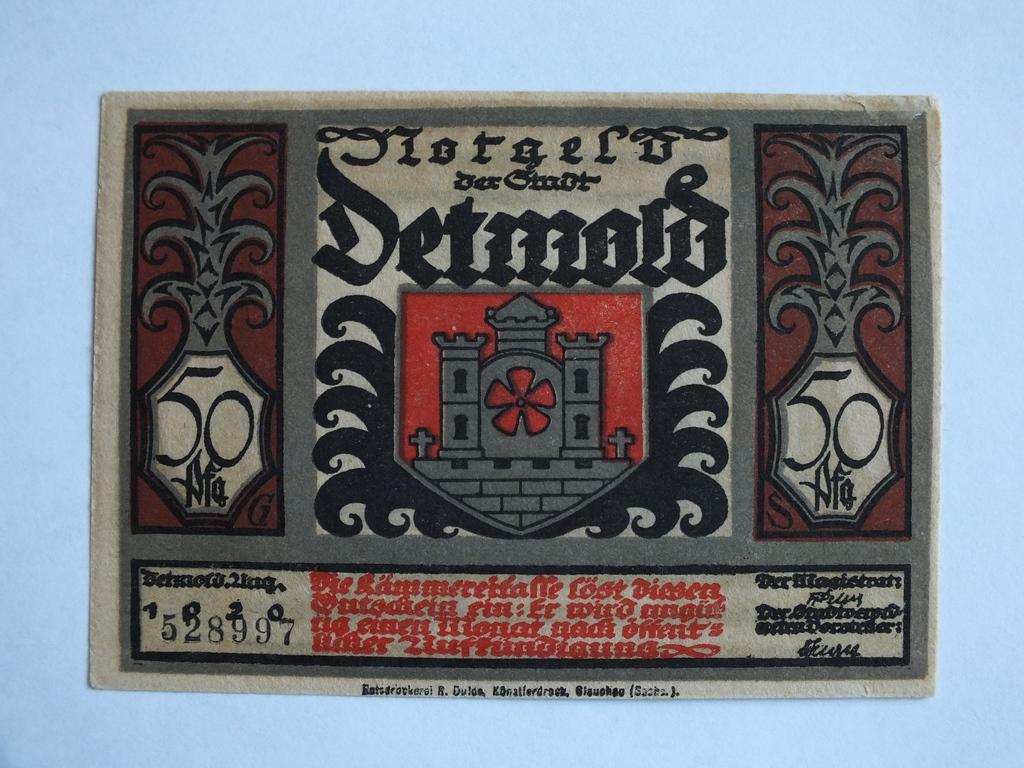 Notgeld
der Stadt
Detmold
50
Pfg
G
50
Pfg
S
Detmold, Aug.
1920
528997
Die Kämmereikasse löst diesen
Gutschein ein: Er wird ungül-
tig einen Monat nach öffent-
licher Aufkündigung
Der Magistrat:
Der Stadtverord-
neten Vorsteher:
Ratsdruckerei R. Dulce, Künstlerdruck, Glauchau (Sachs.).